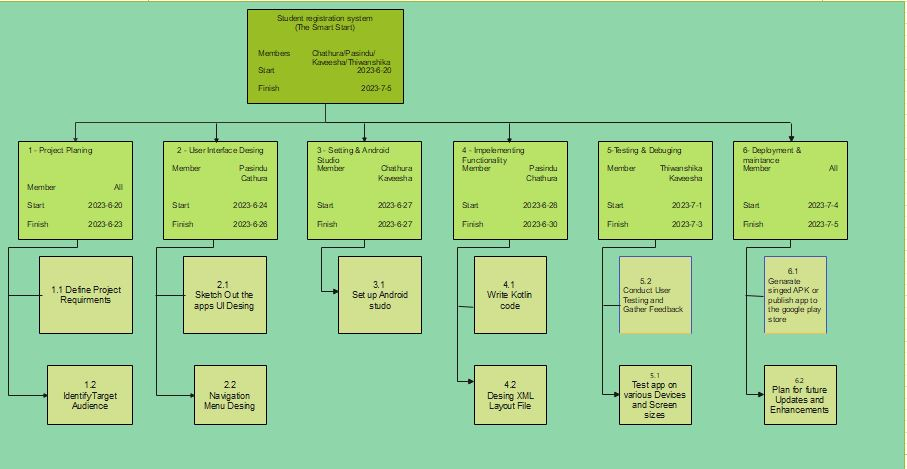 Student registration system
(The Smart Start)
Members Chathura/Pasindu/
Kaveesha/Thiwanshika
Start 2023-6-20
Finish 2023-7-5
1 - Project Planing
Member All
Start 2023-6-20
Finish 2023-6-23
2 - User Interface Desing
Member Pasindu
Cathura
Start 2023-6-24
Finish 2023-6-26
3 - Setting & Android
Studio
Member Chathura
Kaveesha
Start 2023-6-27
Finish 2023-6-27
4 - Impelementing
Functionality
Member Pasindu
Chathura
Start 2023-6-28
Finish 2023-6-30
5-Testing & Debuging
Member Thiwanshika
Kaveesha
Start 2023-7-1
Finish 2023-7-3
6- Deployment &
maintance
Member All
Start 2023-7-4
Finish 2023-7-5
1.1 Define Project
Requirments
2.1
Sketch Out the
apps UI Desing
3.1
Set up Android
studo
4.1
Write Kotlin
code
5.2
Conduct User
Testing and
Gather Feedback
6.1
Genarate
singed APK or
publish app to
the google play
store
1.2
Identify Target
Audience
2.2
Navigation
Menu Desing
4.2
Desing XML
Layout File
5.1
Test app on
various Devices
and Screen
sizes
6.2
Plan for future
Updates and
Enhancements